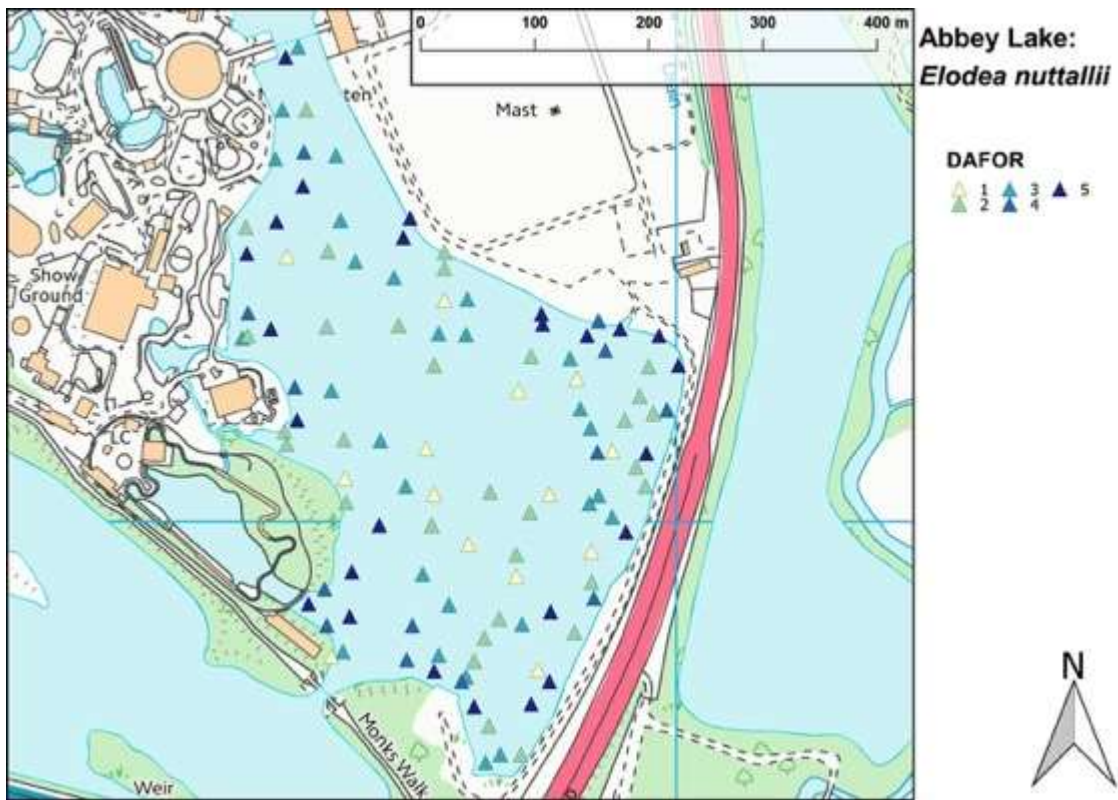 0 100 200 300 400 m
Abbey Lake:
Elodea nuttallii
Mast
DAFOR
1 3 5
2 4
Show
Ground
LC
Monks Walk
Weir
N